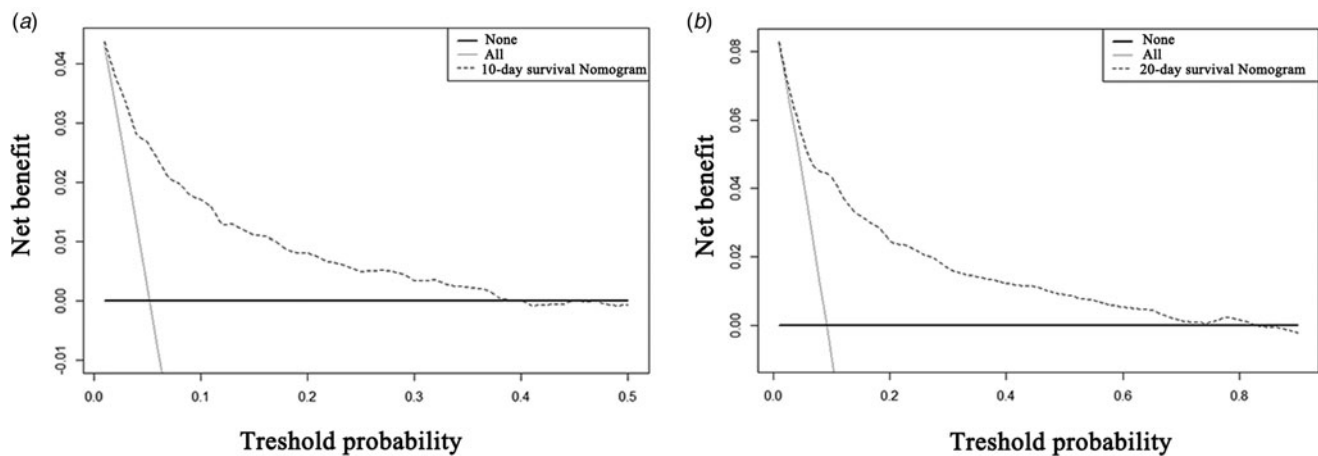 (a)
None
All
10-day survival Nomogram
Net benefit
0.04
0.03
0.02
0.01
0.00
-0.01
0.0 0.1 0.2 0.3 0.4 0.5
Treshold probability
(b)
None
All
20-day survival Nomogram
Net benefit
0.08
0.06
0.04
0.02
0.00
0.0 0.2 0.4 0.6 0.8
Treshold probability